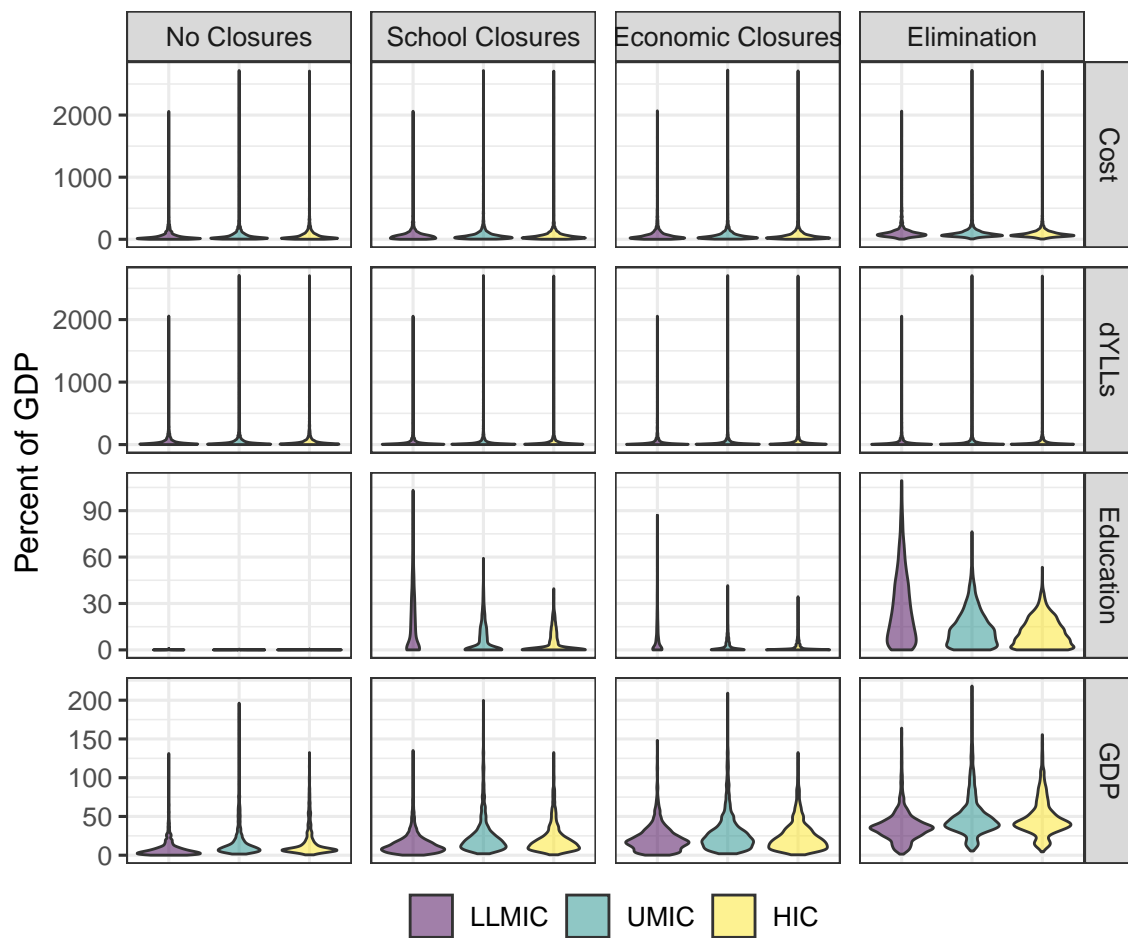 No Closures School Closures Economic Closures Elimination
2000
1000
0
Cost
2000
1000
0
dYLLs
Percent of GDP
90
60
30
0
Education
200
150
100
50
0
GDP
LLMIC UMIC HIC